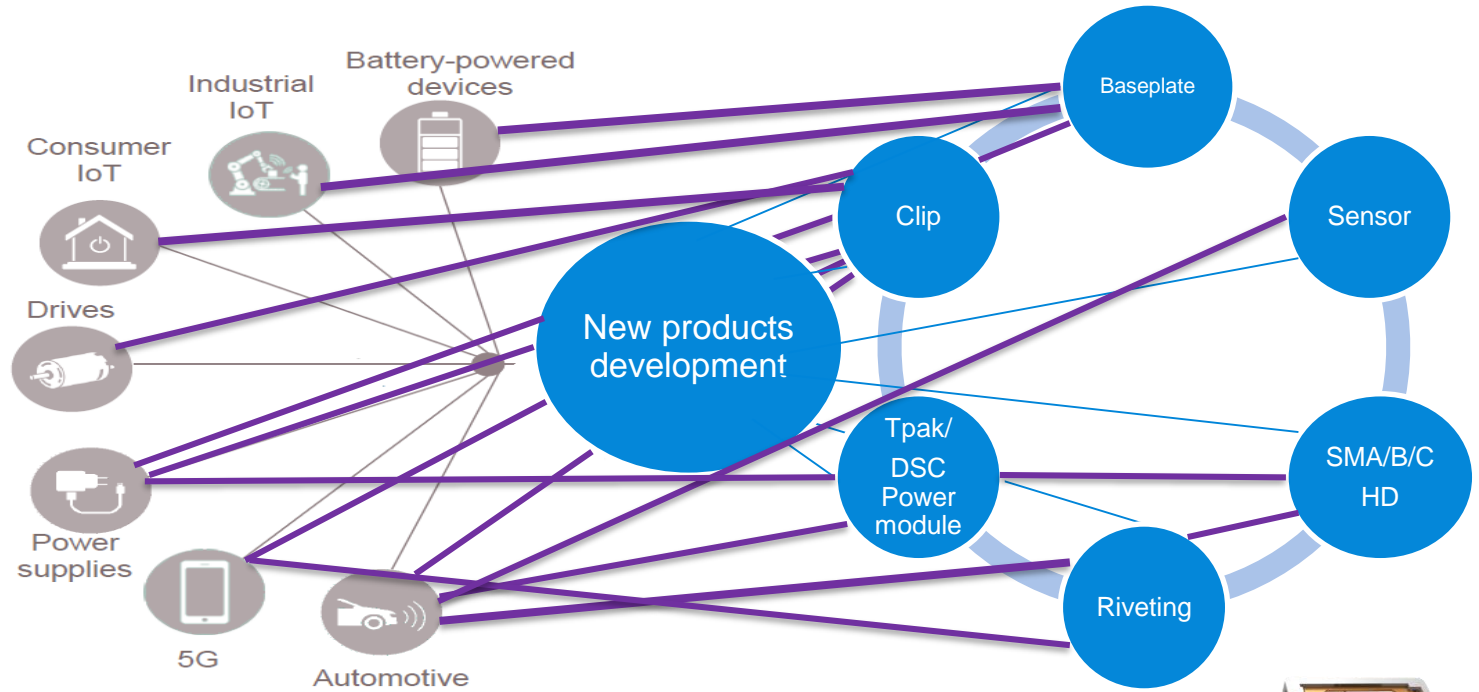 Battery-powered
devices
Industrial
IoT
Consumer
IoT
Drives
Power
supplies
5G
Automotive
New products
development
Baseplate
Clip
Sensor
Tpak/
DSC
Power
module
SMA/B/C
HD
Riveting